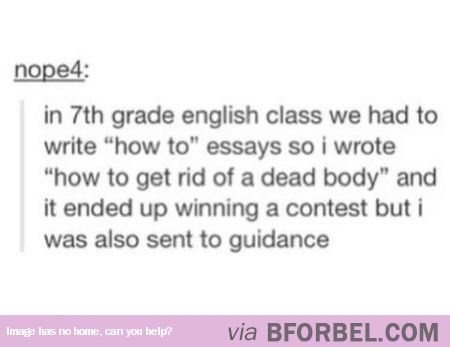 nope4:
in 7th grade english class we had to
write “how to” essays so i wrote
“how to get rid of a dead body” and
it ended up winning a contest but i
was also sent to guidance
Image has no home, can you help?
via BFORBEL.COM